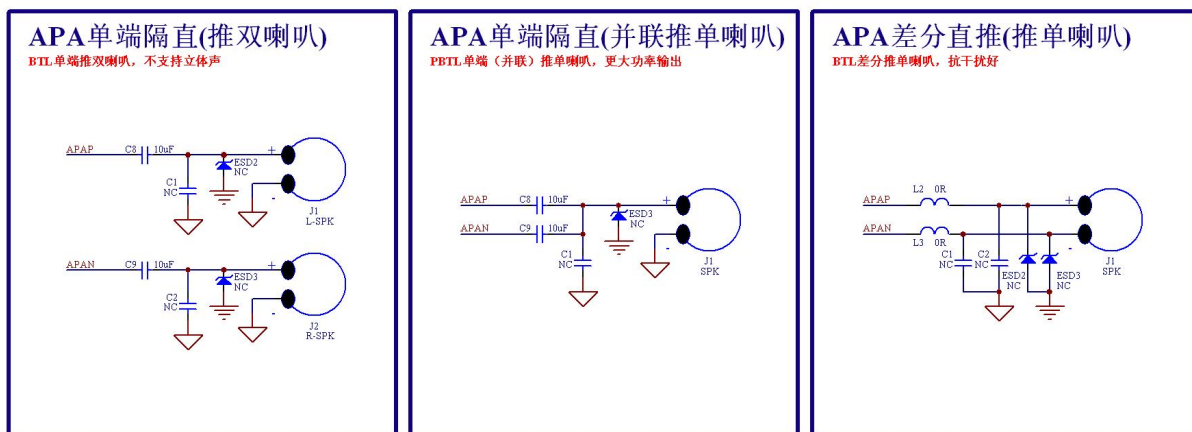 APA单端隔直(推双喇叭)
BTL单端推双喇叭，不支持立体声
APAP
C8
10uF
+
ESD2
NC
C1
NC
-
J1
L-SPK
APAN
C9
10uF
+
ESD3
NC
C2
NC
-
J2
R-SPK
APA单端隔直(并联推单喇叭)
PBTL单端（并联）推单喇叭，更大功率输出
APAP
C8
10uF
+
ESD3
NC
APAN
C9
10uF
-
C1
NC
J1
SPK
APA差分直推(推单喇叭)
BTL差分推单喇叭，抗干扰好
L2
0R
APAP
+
APAN
L3
0R
-
C1
NC
C2
NC
ESD2
NC
ESD3
NC
J1
SPK